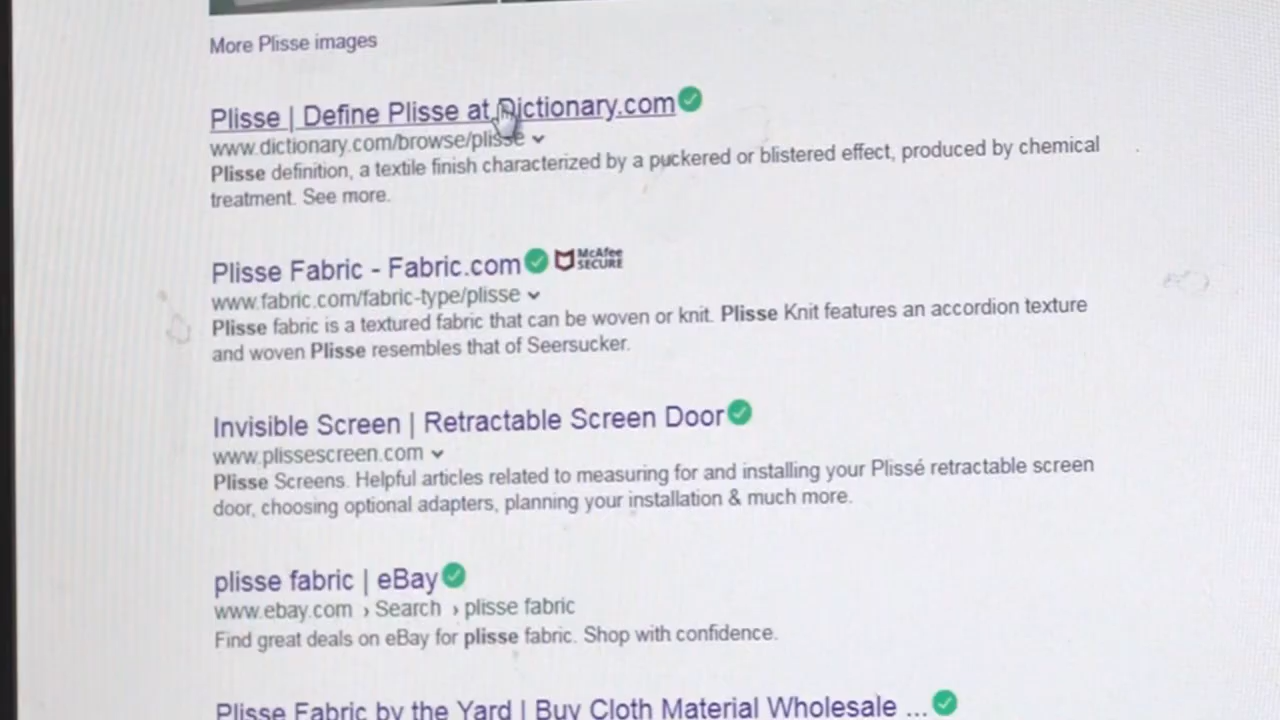 More Plisse images
Plisse | Define Plisse at Dictionary.com
www.dictionary.com/browse/plisse
Plisse definition, a textile finish characterized by a puckered or blistered effect, produced by chemical
treatment. See more.
Plisse Fabric - Fabric.com McAfee SECURE
www.fabric.com/fabric-type/plisse
Plisse fabric is a textured fabric that can be woven or knit. Plisse Knit features an accordion texture
and woven Plisse resembles that of Seersucker.
Invisible Screen | Retractable Screen Door
www.plissescreen.com
Plisse Screens. Helpful articles related to measuring for and installing your Plissé retractable screen
door, choosing optional adapters, planning your installation & much more.
plisse fabric | eBay
www.ebay.com › Search › plisse fabric
Find great deals on eBay for plisse fabric. Shop with confidence.
Plisse Fabric by the Yard | Buy Cloth Material Wholesale ...